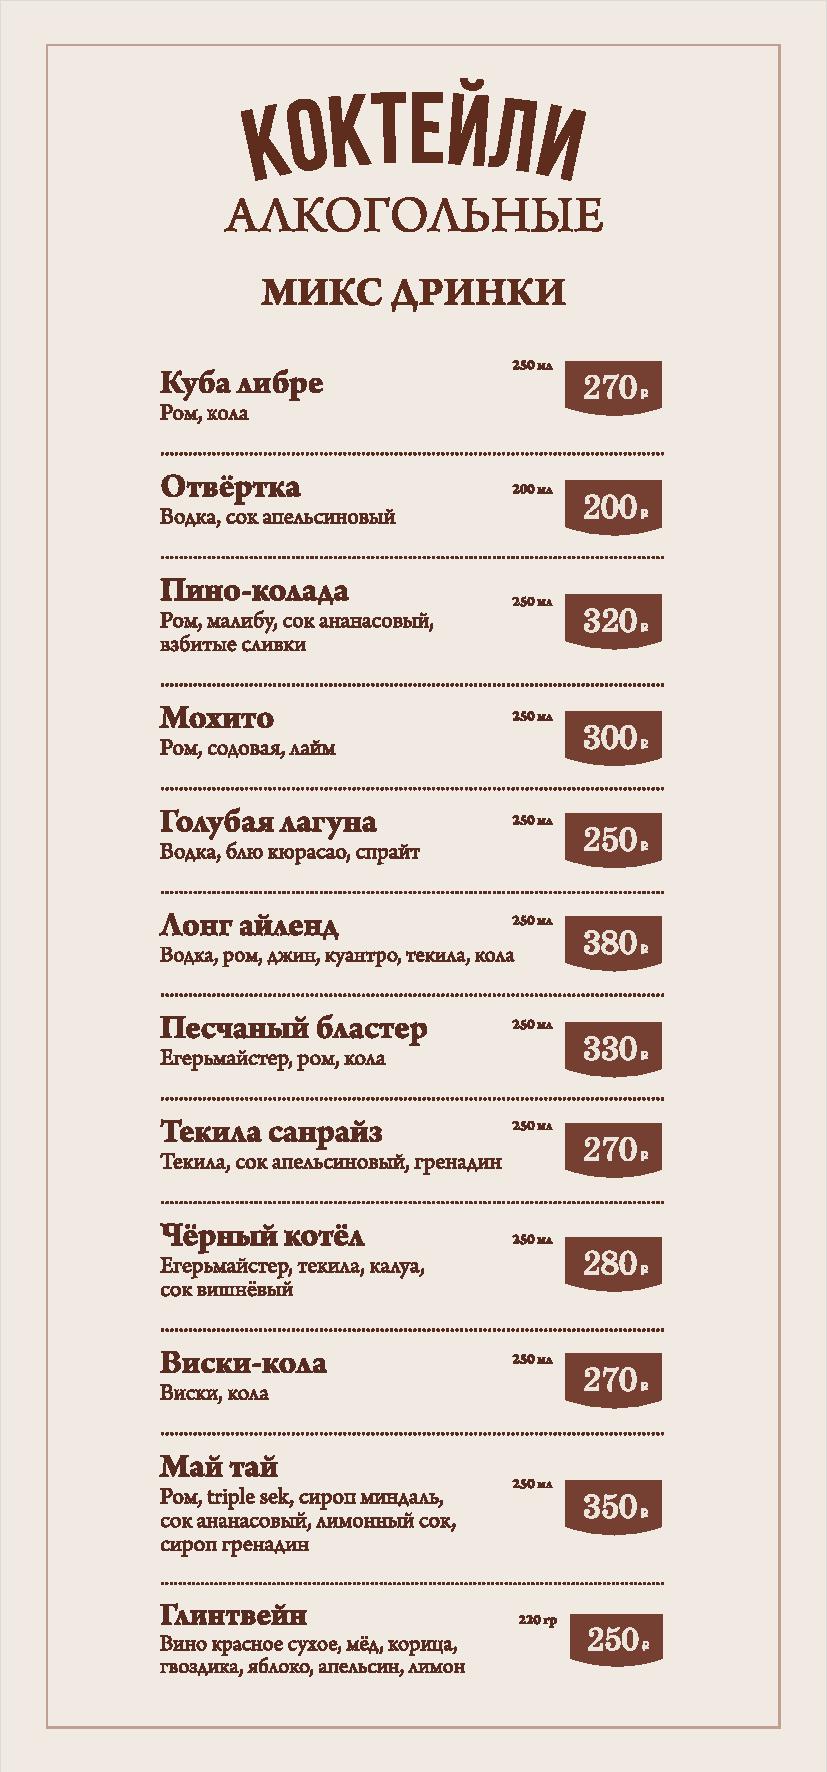 КОКТЕЙЛИ
АЛКОГОЛЬНЫЕ
МИКС ДРИНКИ
Куба либре 250 мл 270 ₽
Ром, кола
Отвёртка 200 мл 200 ₽
Водка, сок апельсиновый
Пино-колада 250 мл 320 ₽
Ром, малибу, сок ананасовый,
взбитые сливки
Мохито 250 мл 300 ₽
Ром, содовая, лайм
Голубая лагуна 250 мл 250 ₽
Водка, блю кюрасао, спрайт
Лонг айленд 250 мл 380 ₽
Водка, ром, джин, куантро, текила, кола
Песчаный бластер 250 мл 330 ₽
Егерьмайстер, ром, кола
Текила санрайз 250 мл 270 ₽
Текила, сок апельсиновый, гренадин
Чёрный котёл 250 мл 280 ₽
Егерьмайстер, текила, калуа,
сок вишнёвый
Виски-кола 250 мл 270 ₽
Виски, кола
Май тай 250 мл 350 ₽
Ром, triple sek, сироп миндаль,
сок ананасовый, лимонный сок,
сироп гренадин
Глинтвейн 220 гр 250 ₽
Вино красное сухое, мёд, корица,
гвоздика, яблоко, апельсин, лимон